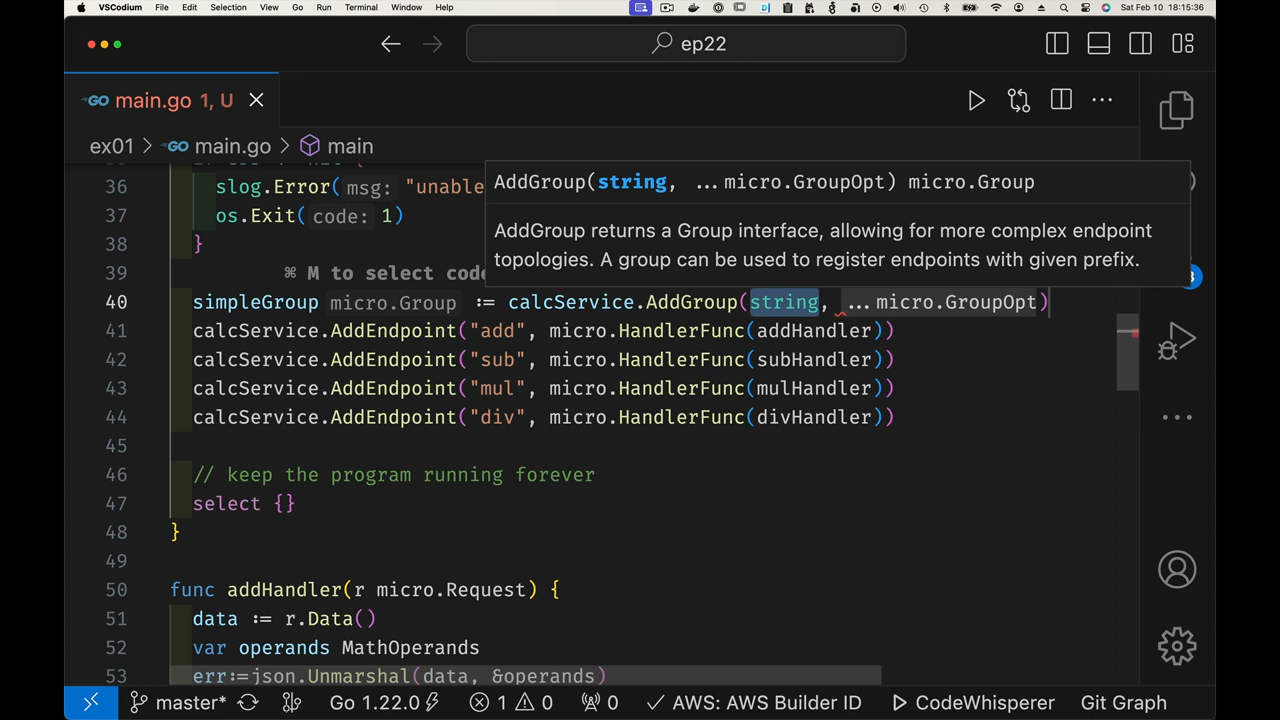 VSCodium File Edit Selection View Go Run Terminal Window Help Sat Feb 10 18:15:36
ep22
GO main.go 1, U
ex01 > GO main.go > main
36 slog.Error( msg: "unable
37 os.Exit( code: 1)
38 }
39 ⌘ M to select code
AddGroup(string, ...micro.GroupOpt) micro.Group
AddGroup returns a Group interface, allowing for more complex endpoint
topologies. A group can be used to register endpoints with given prefix.
40 simpleGroup micro.Group := calcService.AddGroup(string, ...micro.GroupOpt)
41 calcService.AddEndpoint("add", micro.HandlerFunc(addHandler))
42 calcService.AddEndpoint("sub", micro.HandlerFunc(subHandler))
43 calcService.AddEndpoint("mul", micro.HandlerFunc(mulHandler))
44 calcService.AddEndpoint("div", micro.HandlerFunc(divHandler))
45
46 // keep the program running forever
47 select {}
48 }
49
50 func addHandler(r micro.Request) {
51 data := r.Data()
52 var operands MathOperands
53 err:=json.Unmarshal(data, &operands)
master* Go 1.22.0 1 0 0 AWS: AWS Builder ID CodeWhisperer Git Graph